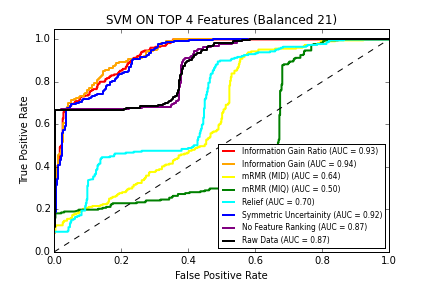 SVM ON TOP 4 Features (Balanced 21)
1.0
0.8
0.6
0.4
0.2
0.0
True Positive Rate
Information Gain Ratio (AUC = 0.93)
Information Gain (AUC = 0.94)
mRMR (MID) (AUC = 0.64)
mRMR (MIQ) (AUC = 0.50)
Relief (AUC = 0.70)
Symmetric Uncertainity (AUC = 0.92)
No Feature Ranking (AUC = 0.87)
Raw Data (AUC = 0.87)
0.0 0.2 0.4 0.6 0.8 1.0
False Positive Rate